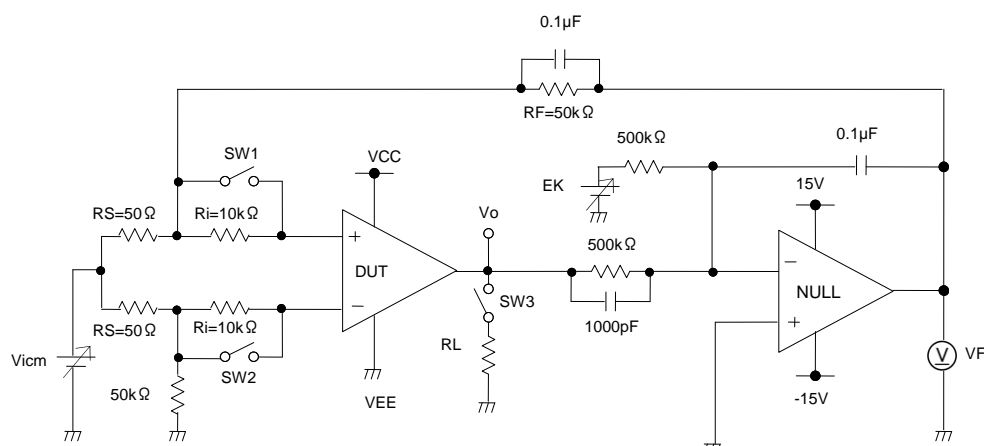 0.1µF
RF=50kΩ
500kΩ
0.1µF
SW1
VCC
EK
15V
RS=50Ω
Ri=10kΩ
Vo
500kΩ
+
DUT
−
−
NULL
+
RS=50Ω
Ri=10kΩ
SW3
1000pF
Vicm
SW2
RL
V
VF
50kΩ
VEE
-15V